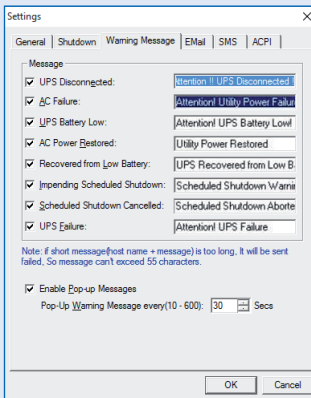 Settings
General Shutdown Warning Message EMail SMS ACPI
Message
UPS Disconnected: ttention !! UPS Disconnected !
AC Failure: Attention! Utility Power Failur
UPS Battery Low: Attention! UPS Battery Low!
AC Power Restored: Utility Power Restored
Recovered from Low Battery: UPS Recovered from Low B
Impending Scheduled Shutdown: Scheduled Shutdown Warnin
Scheduled Shutdown Cancelled: Scheduled Shutdown Aborte
UPS Failure: Attention! UPS Failure
Note: if short message(host name + message) is too long, It will be sent
failed, So message can't exceed 55 characters.
Enable Pop-up Messages
Pop-Up Warning Message every(10 - 600): 30 Secs
OK Cancel